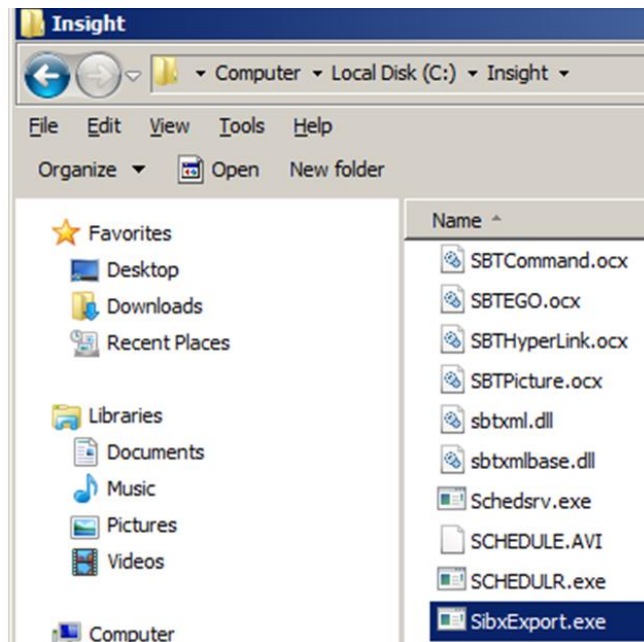 Insight
Computer Local Disk (C:) Insight
File Edit View Tools Help
Organize Open New folder
Favorites
Desktop
Downloads
Recent Places
Libraries
Documents
Music
Pictures
Videos
Computer
Name
SBTCommand.ocx
SBTEGO.ocx
SBTHyperLink.ocx
SBTPicture.ocx
sbtxml.dll
sbtxmlbase.dll
Schedsrv.exe
SCHEDULE.AVI
SCHEDULR.exe
SibxExport.exe